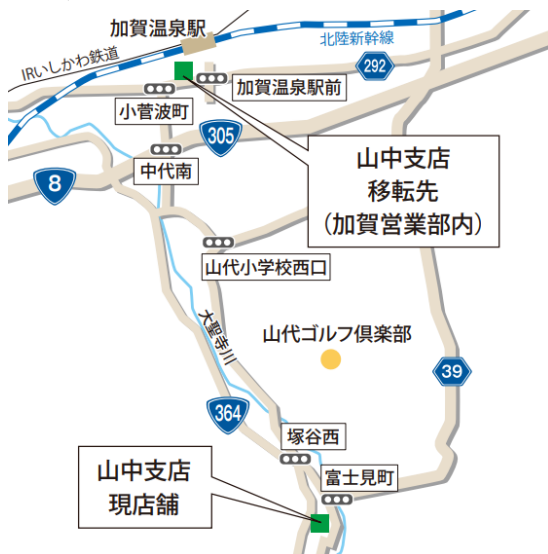 加賀温泉駅
北陸新幹線
IRいしかわ鉄道
292
加賀温泉駅前
小菅波町
305
中代南
8
山中支店
移転先
(加賀営業部内)
山代小学校西口
大聖寺川
山代ゴルフ倶楽部
39
364
塚谷西
山中支店
現店舗
富士見町